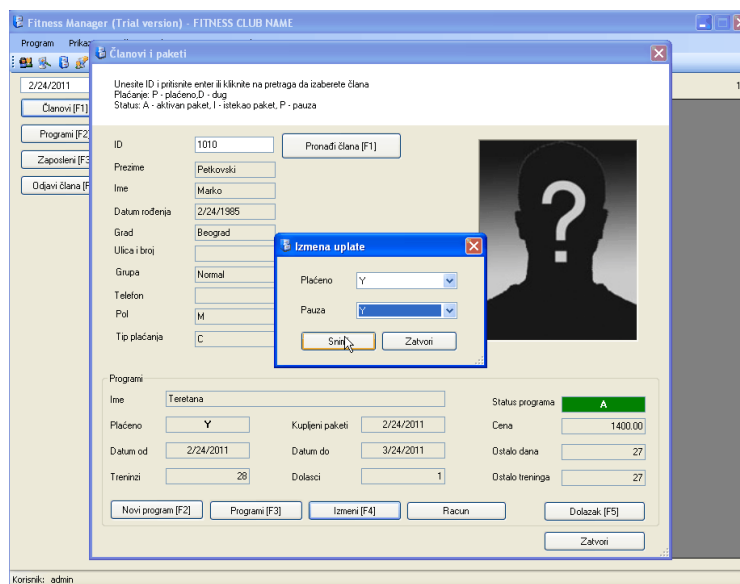 Fitness Manager (Trial version) - FITNESS CLUB NAME
Program
Članovi i paketi
Unesite ID i pritisnite enter ili kliknite na pretraga da izaberete člana
Plaćanje: P - plaćeno,D - dug
Status: A - aktivan paket, I - istekao paket, P - pauza
2/24/2011
Članovi [F1]
Programi [F2]
Zaposleni [F3
Odjavi člana [F
ID 1010 Pronađi člana [F1]
Prezime Petkovski
Ime Marko
Datum rođenja 2/24/1985
Grad Beograd
Ulica i broj
Grupa Normal
Telefon
Pol M
Tip plaćanja C
Izmena uplate
Plaćeno Y
Pauza Y
Snimi Zatvori
Programi
Ime Teretana Status programa A
Plaćeno Y Kupljeni paketi 2/24/2011 Cena 1400.00
Datum od 2/24/2011 Datum do 3/24/2011 Ostalo dana 27
Treninzi 28 Dolasci 1 Ostalo treninga 27
Novi program [F2] Programi [F3] Izmeni [F4] Racun Dolazak [F5]
Zatvori
Korisnik: admin